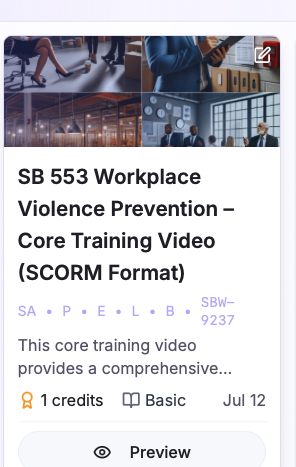 SB 553 Workplace
Violence Prevention –
Core Training Video
(SCORM Format)
SA • P • E • L • B • SBW–
9237
This core training video
provides a comprehensive...
1 credits Basic Jul 12
Preview